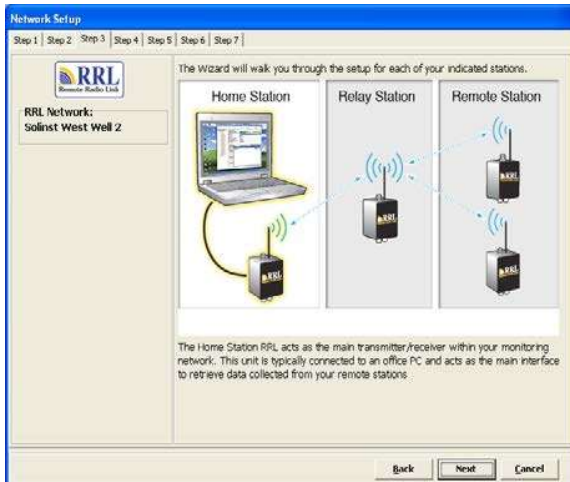 Network Setup
Step 1 Step 2 Step 3 Step 4 Step 5 Step 6 Step 7
RRL
Remote Radio Link
RRL Network:
Solinst West Well 2
The Wizard will walk you through the setup for each of your indicated stations.
Home Station Relay Station Remote Station
RRL
RRL
RRL
RRL
The Home Station RRL acts as the main transmitter/receiver within your monitoring
network. This unit is typically connected to an office PC and acts as the main interface
to retrieve data collected from your remote stations
Back Next Cancel